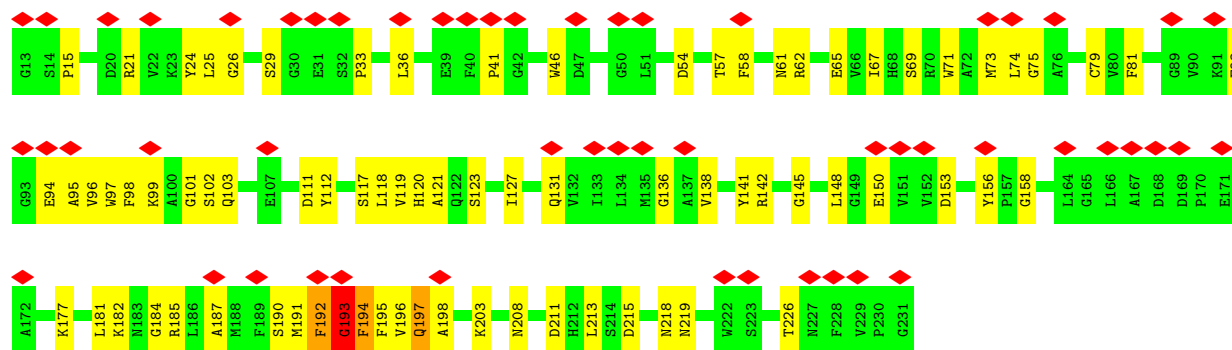 G13 S14 P15 D20 R21 V22 K23 Y24 L25 G26 S29 G30 E31 S32 P33 L36 E39 F40 P41 G42 W46 D47 G50 L51 D54 T57 F58 N61 R62 E65 V66 I67 H68 S69 R70 W71 A72 M73 L74 G75 A76 C79 V80 F81 G89 V90 K91
G93 E94 A95 V96 W97 F98 K99 A100 G101 S102 Q103 E107 D111 Y112 S117 L118 V119 H120 A121 Q122 S123 I127 Q131 V132 I133 L134 M135 G136 A137 V138 Y141 R142 G145 L148 G149 E150 V151 V152 D153 Y156 P157 G158 L164 G165 L166 A167 D168 D169 P170 E171
A172 K177 L181 K182 N183 G184 R185 L186 A187 M188 F189 S190 M191 F192 G193 F194 F195 V196 Q197 A198 K203 N208 D211 H212 L213 S214 D215 N218 N219 W222 S223 T226 N227 F228 V229 P230 G231